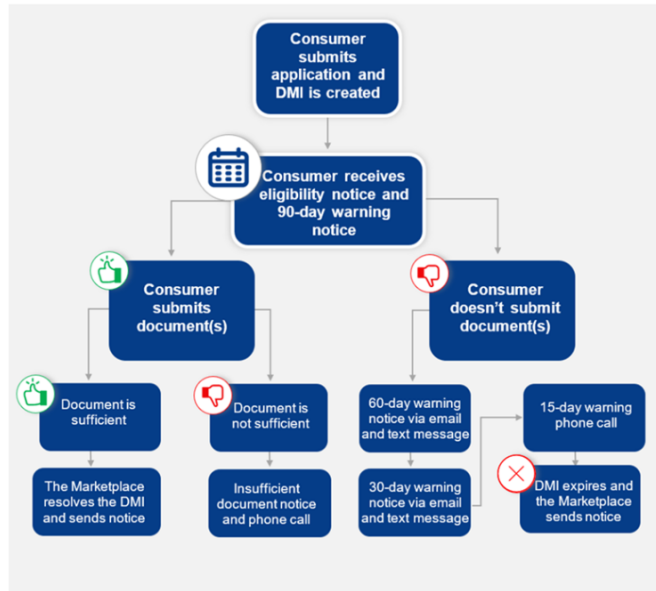 Consumer
submits
application and
DMI is created
Consumer receives
eligibility notice and
90-day warning
notice
Consumer
submits
document(s)
Consumer
doesn't submit
document(s)
Document is
sufficient
Document is
not sufficient
60-day warning
notice via email
and text message
15-day warning
phone call
The Marketplace
resolves the DMI
and sends notice
Insufficient
document notice
and phone call
30-day warning
notice via email
and text message
DMI expires and
the Marketplace
sends notice